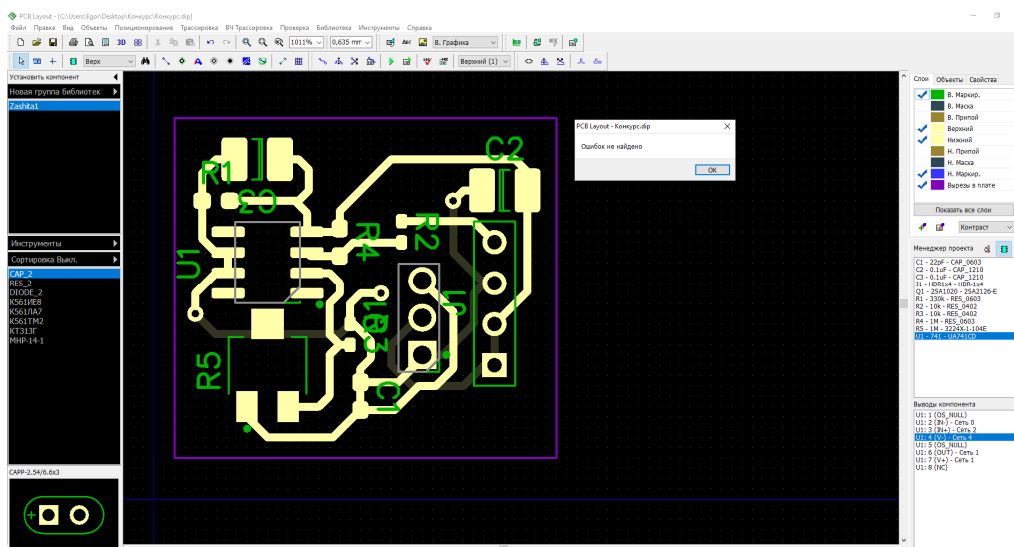 PCB Layout - [C:\Users\Egor\Desktop\Конкурс\Конкурс.dip]
Файл Правка Вид Объекты Позиционирование Трассировка ВЧ Трассировка Проверка Библиотека Инструменты Справка
3D 1011% 0,635 mm Авс В. Графика
Верх Верхний (1)
Установить компонент
Новая группа библиотек
Zashita1
Инструменты
Сортировка Выкл.
CAP_2
RES_2
DIODE_2
К561ИЕ8
К561ЛА7
К561ТМ2
КТ313Г
МНР-14-1
CAPP-2.54/6.6x3
+
R1
C3
C2
R4
R2
U1
R5
C1
PCB Layout - Конкурс.dip
Ошибок не найдено
OK
Слои Объекты Свойства
В. Маркир.
В. Маска
В. Припой
Верхний
Нижний
Н. Припой
Н. Маска
Н. Маркир.
Вырезы в плате
Показать все слои
Контраст
Менеджер проекта
C1 - 22pF - CAP_0603
C2 - 0.1uF - CAP_1210
C3 - 0.1uF - CAP_1210
J1 - HDR1x4 - HDR-1x4
Q1 - 2SA1020 - 2SA2126-E
R1 - 330k - RES_0603
R2 - 10k - RES_0402
R3 - 10k - RES_0402
R4 - 1M - RES_0603
R5 - 1M - 3224X-1-104E
U1 - 741 - UA741CD
Выводы компонента
U1: 1 (OS_NULL)
U1: 2 (IN-) - Сеть 0
U1: 3 (IN+) - Сеть 2
U1: 4 (V-) - Сеть 4
U1: 5 (OS_NULL)
U1: 6 (OUT) - Сеть 1
U1: 7 (V+) - Сеть 1
U1: 8 (NC)